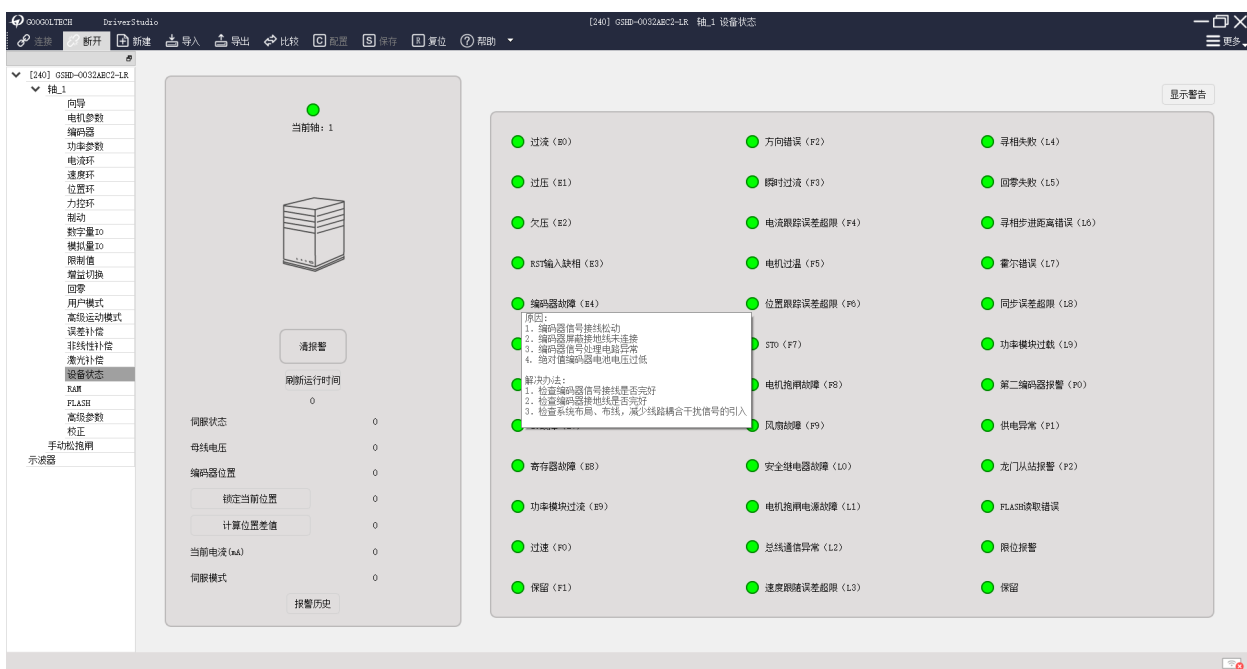 GOOGOLTECH DriverStudio
[240] GSHD-0032AEC2-LR 轴_1 设备状态
连接 断开 新建 导入 导出 比较 C 配置 S 保存 R 复位 帮助
更多
[240] GSHD-0032AEC2-LR
轴_1
向导
电机参数
编码器
功率参数
电流环
速度环
位置环
力控环
制动
数字量IO
模拟量IO
限制值
增益切换
回零
用户模式
高级运动模式
误差补偿
非线性补偿
激光补偿
设备状态
RAM
FLASH
高级参数
校正
手动松抱闸
示波器
当前轴: 1
清报警
刷新运行时间
0
伺服状态 0
母线电压 0
编码器位置 0
锁定当前位置 0
计算位置差值 0
当前电流(mA) 0
伺服模式 0
报警历史
显示警告
过流 (E0)
过压 (E1)
欠压 (E2)
RST输入缺相 (E3)
编码器故障 (E4)
原因:
1. 编码器信号接线松动
2. 编码器屏蔽接地线未连接
3. 编码器信号处理电路异常
4. 绝对值编码器电池电压过低
解决办法:
1. 检查编码器信号接线是否完好
2. 检查编码器接地线是否完好
3. 检查系统布局、布线，减少线路耦合干扰信号的引入
寄存器故障 (E8)
功率模块过流 (E9)
过速 (F0)
保留 (F1)
方向错误 (F2)
瞬时过流 (F3)
电流跟踪误差超限 (F4)
电机过温 (F5)
位置跟踪误差超限 (F6)
STO (F7)
电机抱闸故障 (F8)
风扇故障 (F9)
安全继电器故障 (L0)
电机抱闸电源故障 (L1)
总线通信异常 (L2)
速度跟随误差超限 (L3)
寻相失败 (L4)
回零失败 (L5)
寻相步进距离错误 (L6)
霍尔错误 (L7)
同步误差超限 (L8)
功率模块过载 (L9)
第二编码器报警 (P0)
供电异常 (P1)
龙门从站报警 (P2)
FLASH读取错误
限位报警
保留